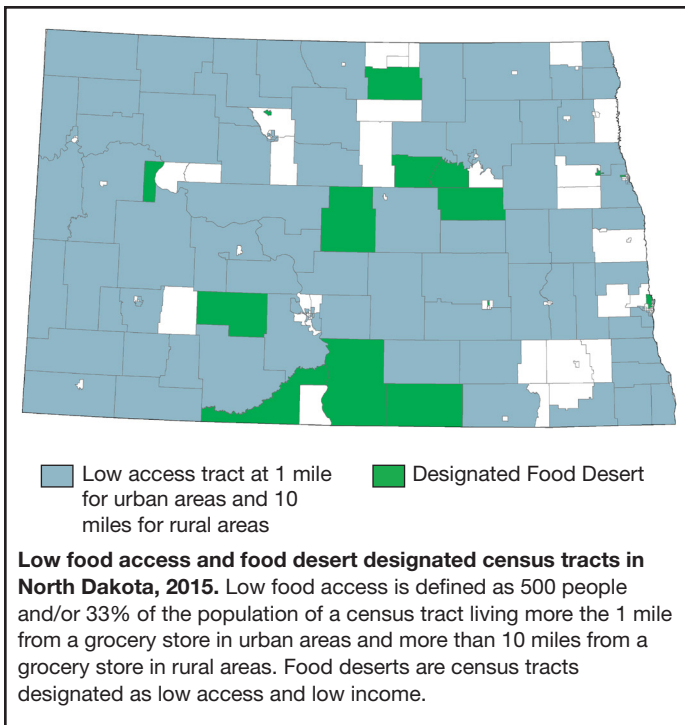 Low access tract at 1 mile
for urban areas and 10
miles for rural areas
Designated Food Desert
Low food access and food desert designated census tracts in
North Dakota, 2015. Low food access is defined as 500 people
and/or 33% of the population of a census tract living more the 1 mile
from a grocery store in urban areas and more than 10 miles from a
grocery store in rural areas. Food deserts are census tracts
designated as low access and low income.